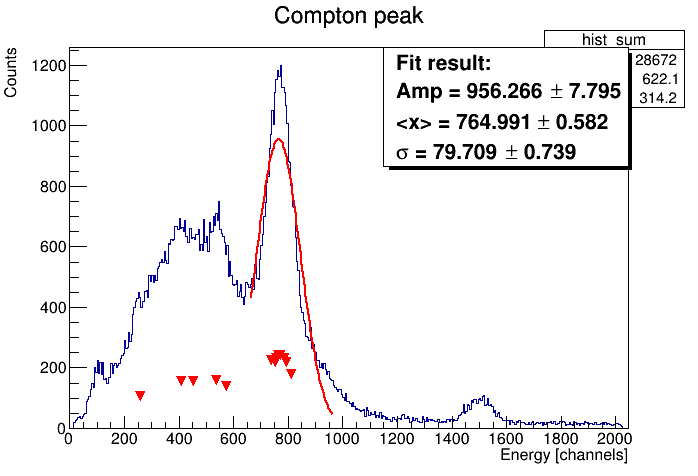 Compton peak
hist_sum
28672
622.1
314.2
Fit result:
Amp = 956.266 ± 7.795
<x> = 764.991 ± 0.582
σ = 79.709 ± 0.739
Counts
1200
1000
800
600
400
200
0
0 200 400 600 800 1000 1200 1400 1600 1800 2000
Energy [channels]